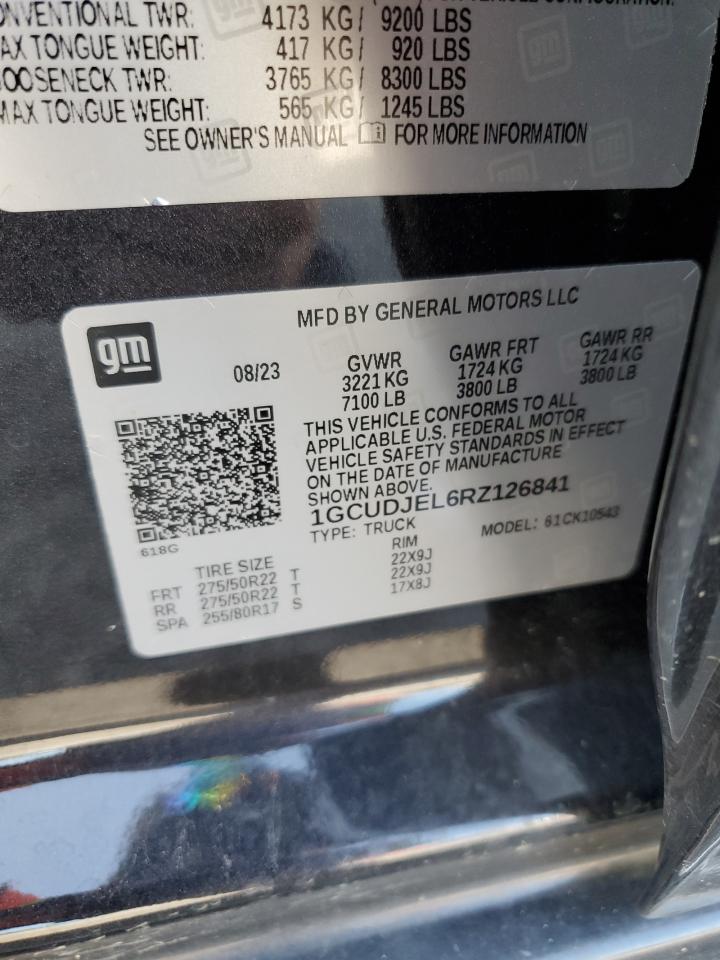 CONVENTIONAL TWR: 4173 KG/ 9200 LBS
MAX TONGUE WEIGHT: 417 KG/ 920 LBS
GOOSENECK TWR: 3765 KG/ 8300 LBS
MAX TONGUE WEIGHT: 565 KG/ 1245 LBS
SEE OWNER'S MANUAL FOR MORE INFORMATION
gm
MFD BY GENERAL MOTORS LLC
08/23
GVWR GAWR FRT GAWR RR
3221 KG 1724 KG 1724 KG
7100 LB 3800 LB 3800 LB
THIS VEHICLE CONFORMS TO ALL
APPLICABLE U.S. FEDERAL MOTOR
VEHICLE SAFETY STANDARDS IN EFFECT
ON THE DATE OF MANUFACTURE
SHOWN ABOVE.
1GCUDJEL6RZ126841
TYPE: TRUCK MODEL: 61CK10543
618G
TIRE SIZE RIM
FRT 275/50R22 T 22X9J
RR 275/50R22 T 22X9J
SPA 255/80R17 S 17X8J